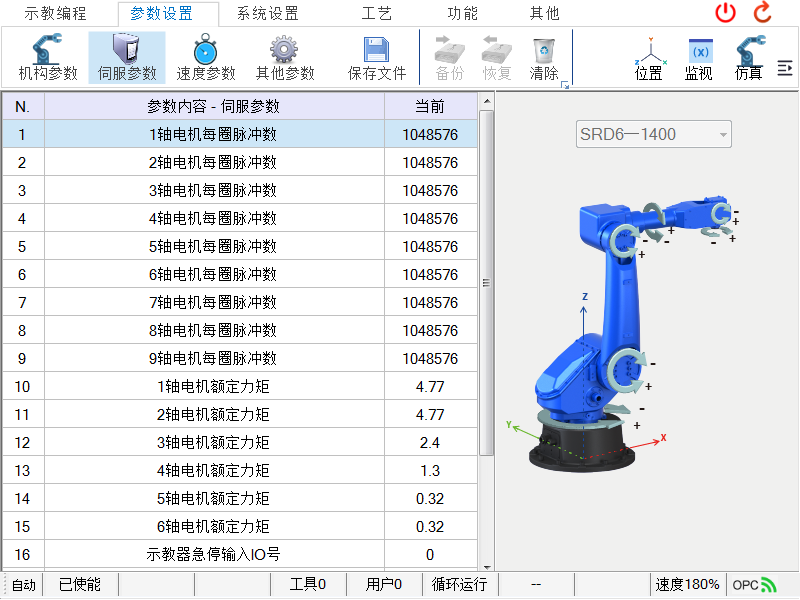 示教编程 参数设置 系统设置 工艺 功能 其他
机构参数 伺服参数 速度参数 其他参数 保存文件 备份 恢复 清除 位置 监视 仿真
N. 参数内容 - 伺服参数 当前
1 1轴电机每圈脉冲数 1048576
2 2轴电机每圈脉冲数 1048576
3 3轴电机每圈脉冲数 1048576
4 4轴电机每圈脉冲数 1048576
5 5轴电机每圈脉冲数 1048576
6 6轴电机每圈脉冲数 1048576
7 7轴电机每圈脉冲数 1048576
8 8轴电机每圈脉冲数 1048576
9 9轴电机每圈脉冲数 1048576
10 1轴电机额定力矩 4.77
11 2轴电机额定力矩 4.77
12 3轴电机额定力矩 2.4
13 4轴电机额定力矩 1.3
14 5轴电机额定力矩 0.32
15 6轴电机额定力矩 0.32
16 示教器急停输入IO号 0
SRD6一1400
Z
Y
X
自动 已使能 工具0 用户0 循环运行 -- 速度180% OPC